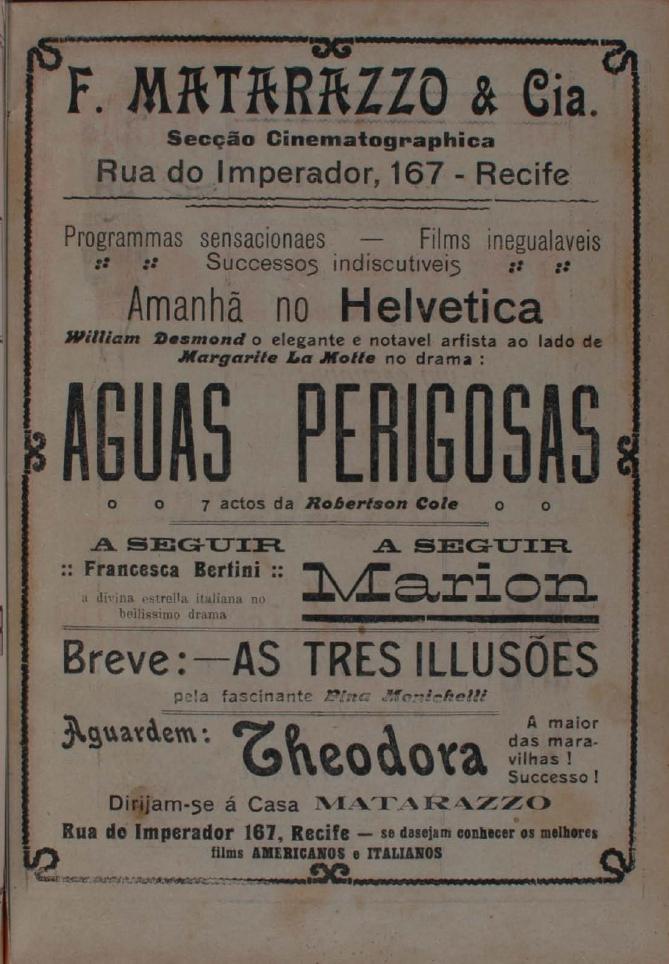 F. MATARAZZO & Cia.
Secção Cinematographica
Rua do Imperador, 167 - Recife
Programmas sensacionaes — Films inegualaveis
:: :: Successos indiscutiveis :: ::
Amanhã no Helvetica
William Desmond o elegante e notavel arfista ao lado de
Margarite La Motte no drama :
AGUAS PERIGOSAS
o o 7 actos da Robertson Cole o o
A SEGUIR
:: Francesca Bertini ::
a divina estrella italiana no
bellissimo drama
A SEGUIR
Marion
Breve:—AS TRES ILLUSÕES
pela fascinante Pina Menichelli
Aguardem:
Theodora
A maior
das mara-
vilhas !
Successo !
Dirijam-se á Casa MATARAZZO
Rua do Imperador 167, Recife — se dasejam conhecer os melhores
films AMERICANOS e ITALIANOS